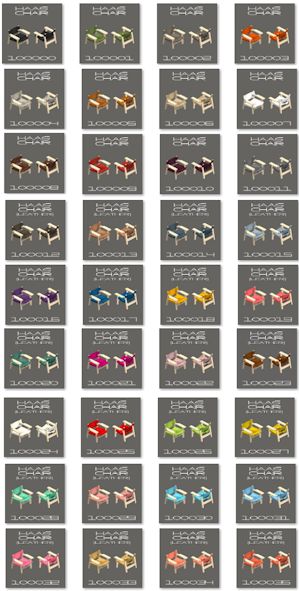 HAAS
CHAIR
100000
HAAS
CHAIR
100001
HAAS
CHAIR
100002
HAAS
CHAIR
100003
HAAS
CHAIR
100004
HAAS
CHAIR
100005
HAAS
CHAIR
100006
HAAS
CHAIR
100007
HAAS
CHAIR
100008
HAAS
CHAIR
100009
HAAS
CHAIR
100010
HAAS
CHAIR
100011
HAAS
CHAIR
(LEATHER)
100012
HAAS
CHAIR
(LEATHER)
100013
HAAS
CHAIR
(LEATHER)
100014
HAAS
CHAIR
(LEATHER)
100015
HAAS
CHAIR
(LEATHER)
100016
HAAS
CHAIR
(LEATHER)
100017
HAAS
CHAIR
(LEATHER)
100018
HAAS
CHAIR
(LEATHER)
100019
HAAS
CHAIR
(LEATHER)
100020
HAAS
CHAIR
(LEATHER)
100021
HAAS
CHAIR
(LEATHER)
100022
HAAS
CHAIR
(LEATHER)
100023
HAAS
CHAIR
(LEATHER)
100024
HAAS
CHAIR
(LEATHER)
100025
HAAS
CHAIR
(LEATHER)
100026
HAAS
CHAIR
(LEATHER)
100027
HAAS
CHAIR
(LEATHER)
100028
HAAS
CHAIR
(LEATHER)
100029
HAAS
CHAIR
(LEATHER)
100030
HAAS
CHAIR
(LEATHER)
100031
HAAS
CHAIR
(LEATHER)
100032
HAAS
CHAIR
(LEATHER)
100033
HAAS
CHAIR
(LEATHER)
100034
HAAS
CHAIR
(LEATHER)
100035